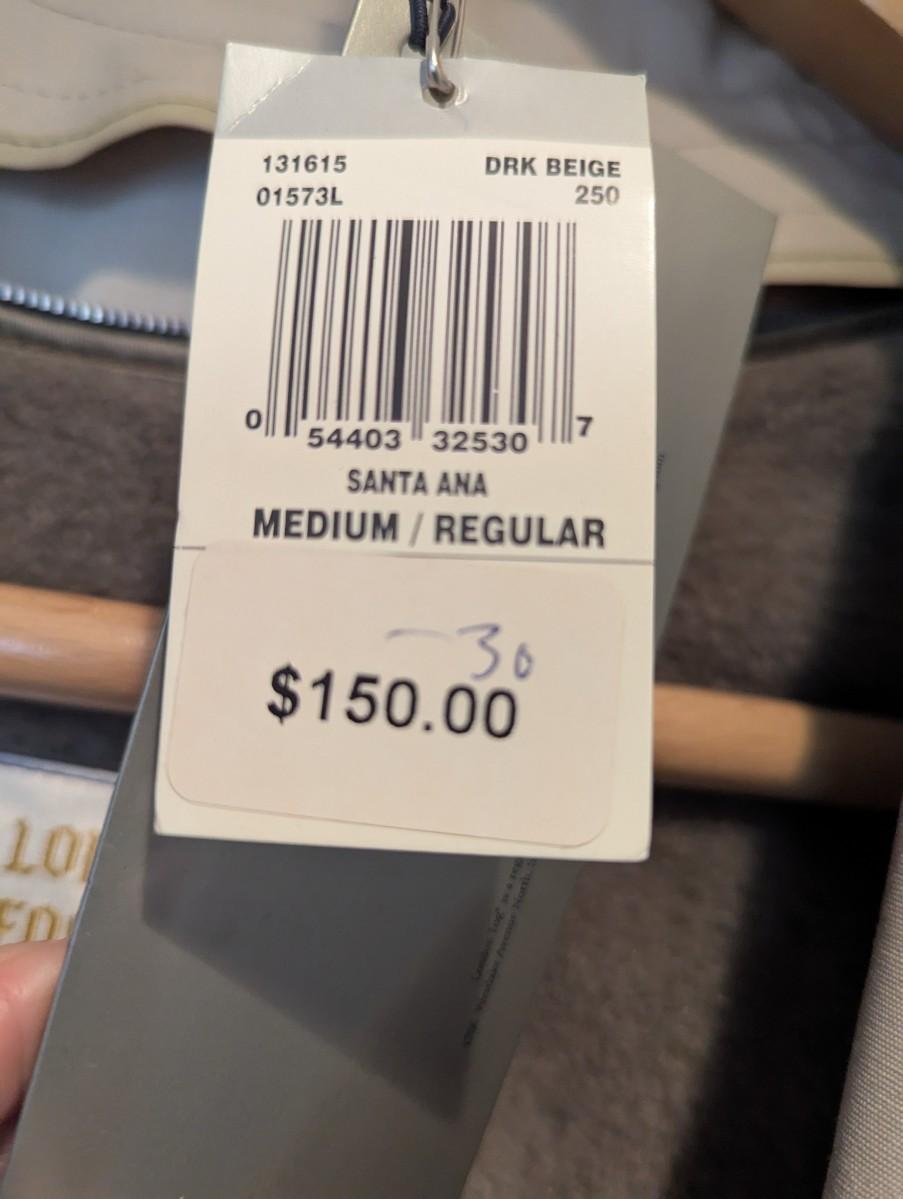 131615 DRK BEIGE
01573L 250
0 54403 32530 7
SANTA ANA
MEDIUM / REGULAR
—30
$150.00